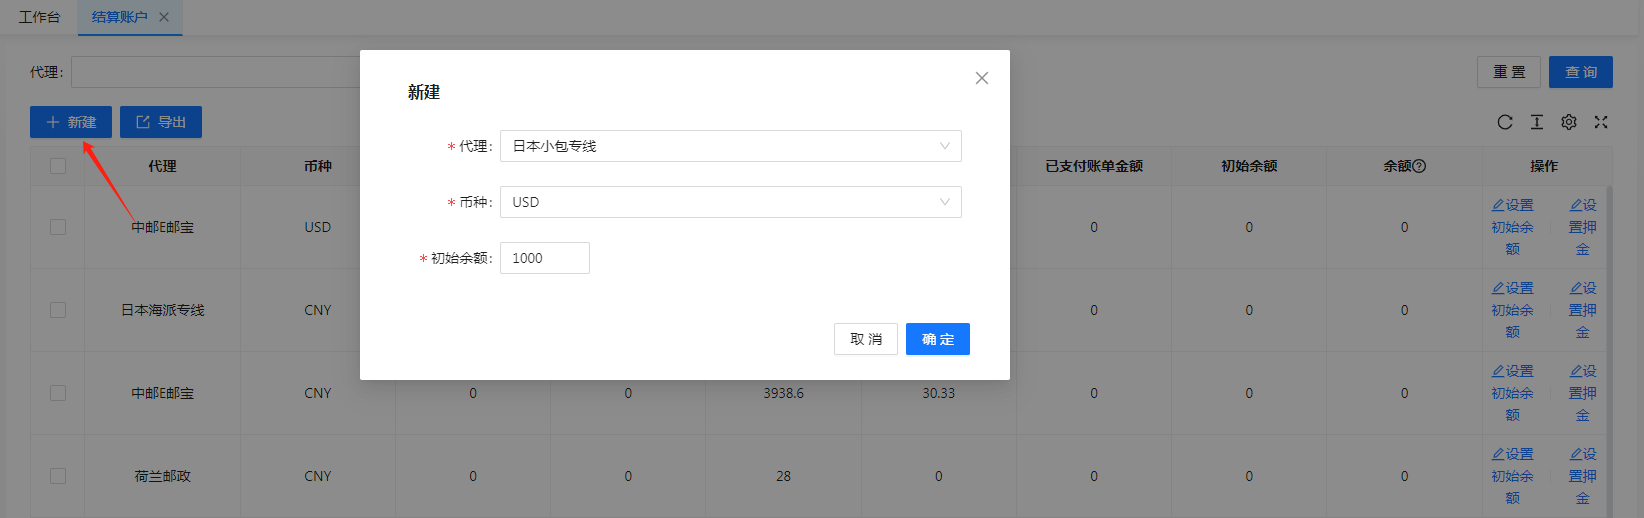 工作台 结算账户
代理:
重 置 查 询
新建 导出
新建
* 代理: 日本小包专线
* 币种: USD
* 初始余额: 1000
取 消 确 定
代理 币种 已支付账单金额 初始余额 余额 操作
中邮E邮宝 USD 0 0 0 设置初始余额 设置押金
日本海派专线 CNY 0 0 0 设置初始余额 设置押金
中邮E邮宝 CNY 0 0 3938.6 30.33 0 0 0 设置初始余额 设置押金
荷兰邮政 CNY 0 0 28 0 0 0 0 设置初始余额 设置押金